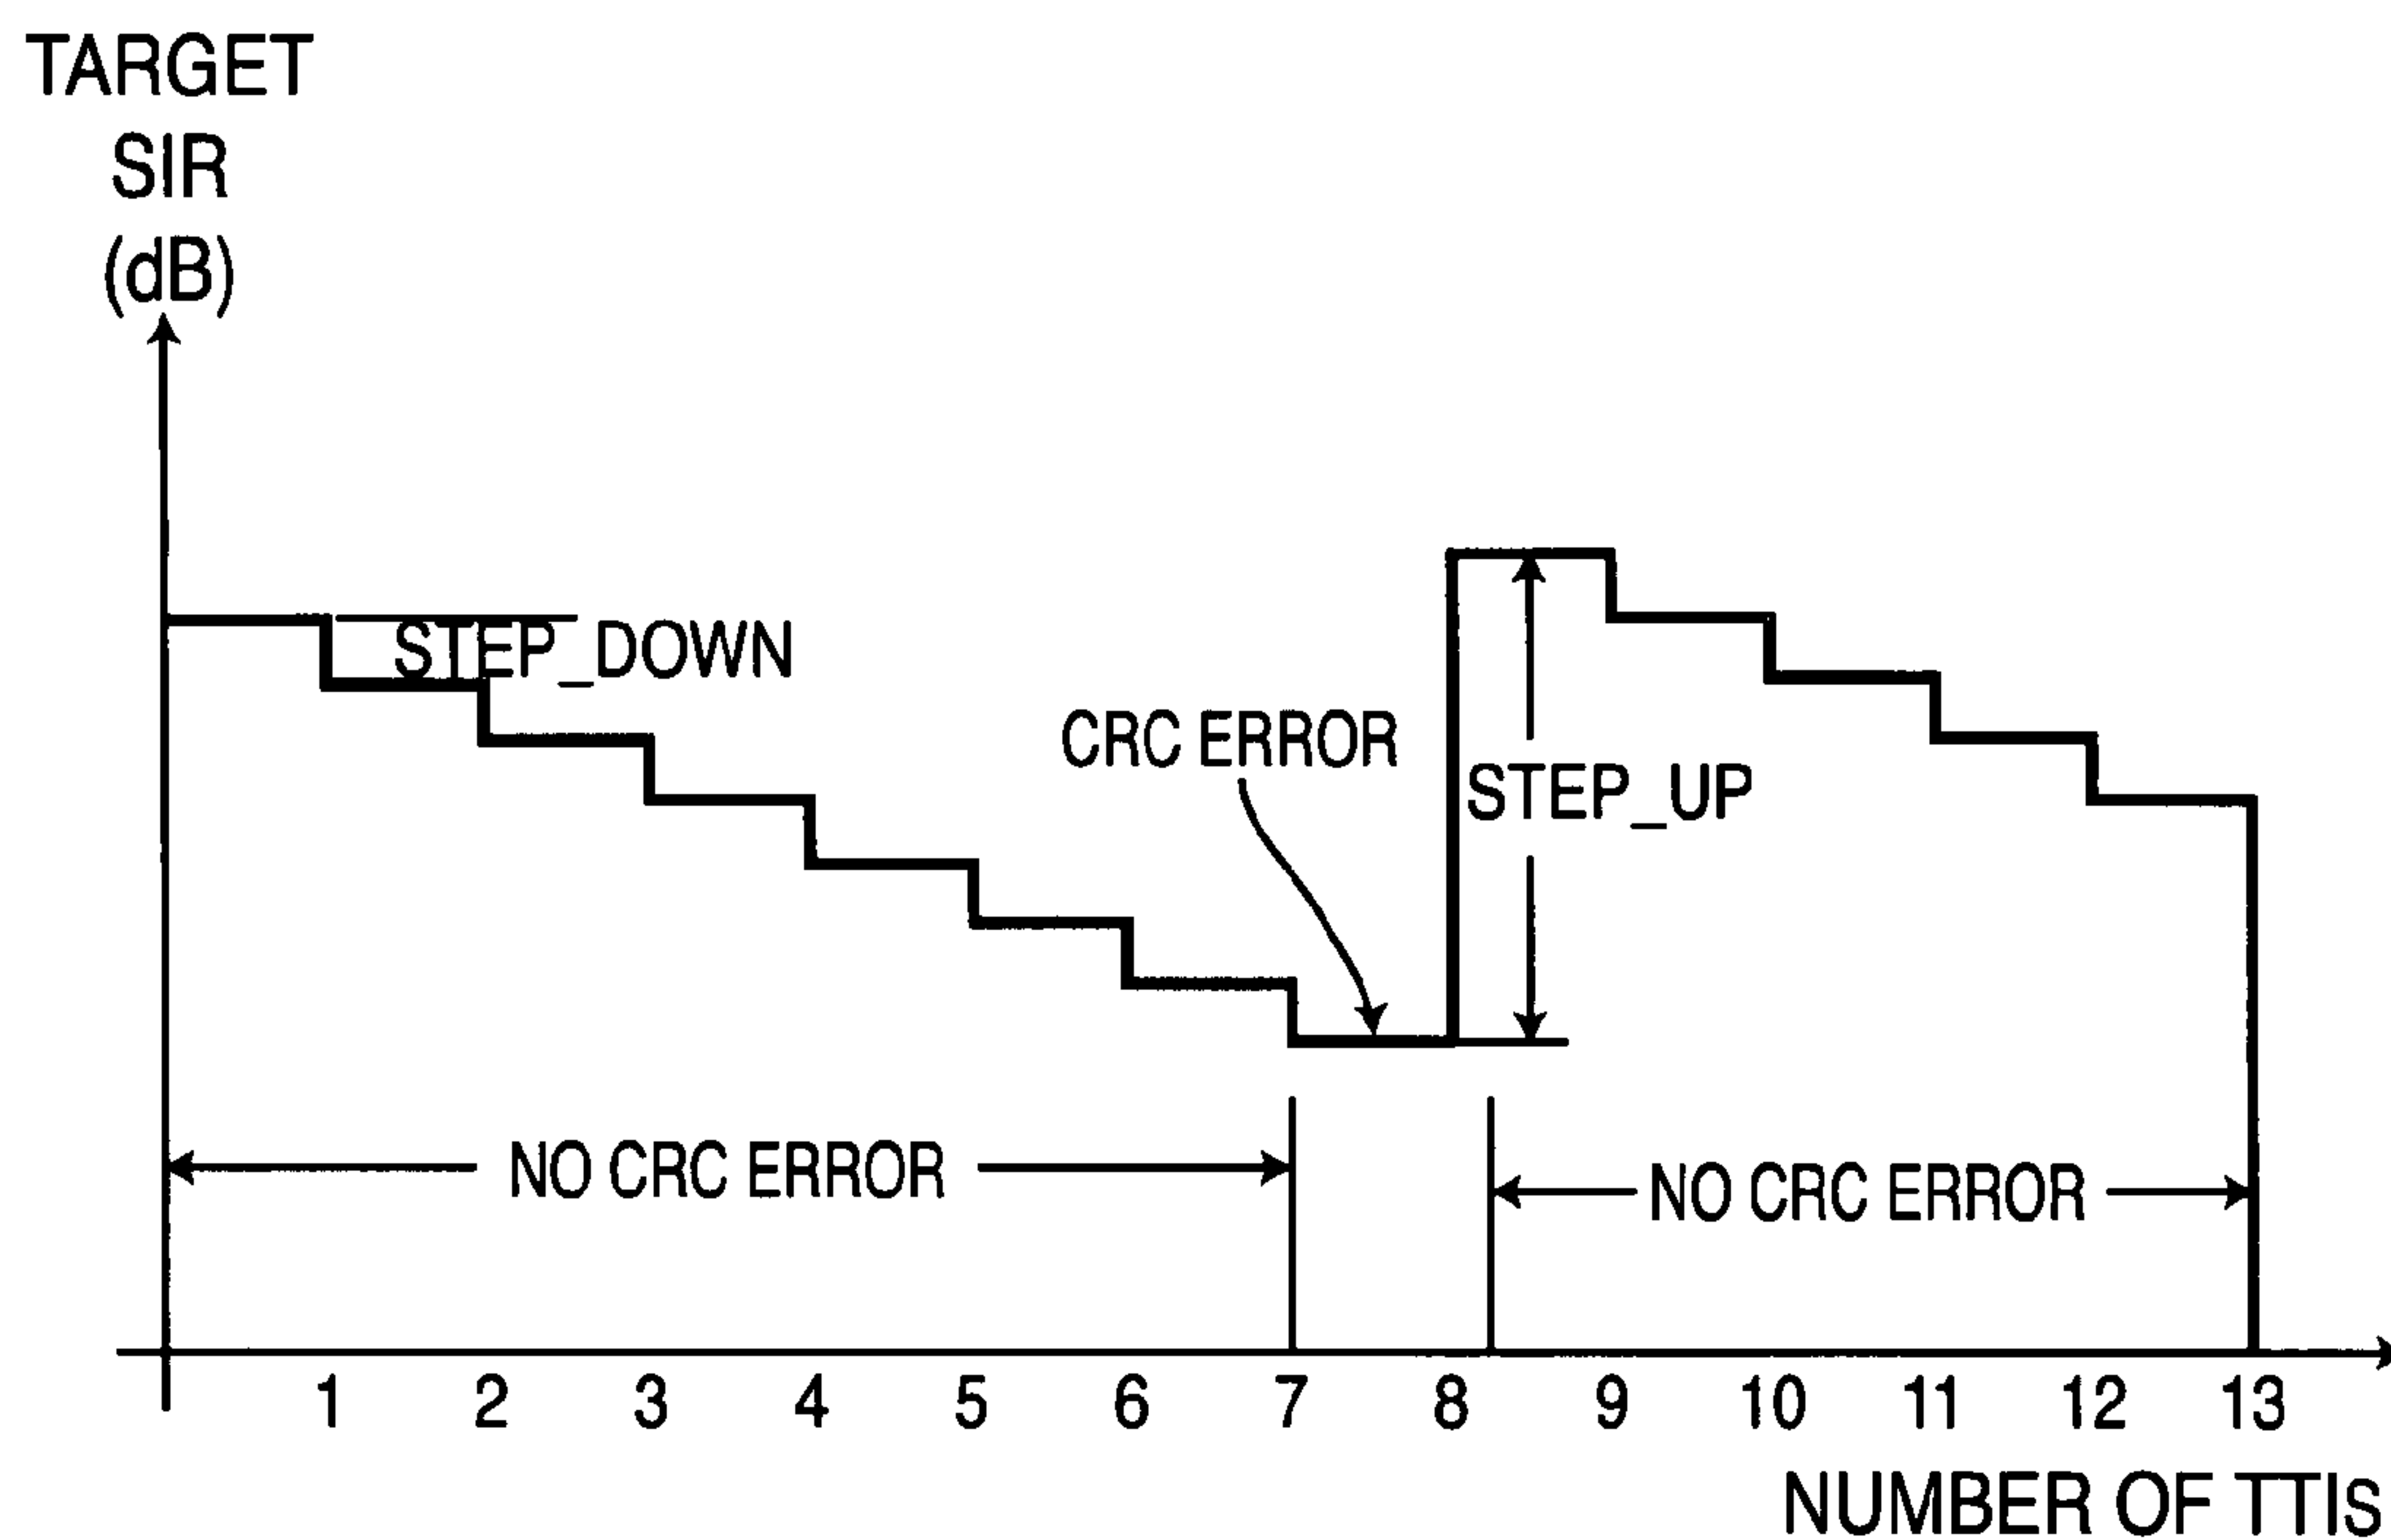 TARGET
SIR
(dB)
STEP_DOWN
CRC ERROR
STEP_UP
NO CRC ERROR
NO CRC ERROR
1 2 3 4 5 6 7 8 9 10 11 12 13
NUMBER OF TTIS